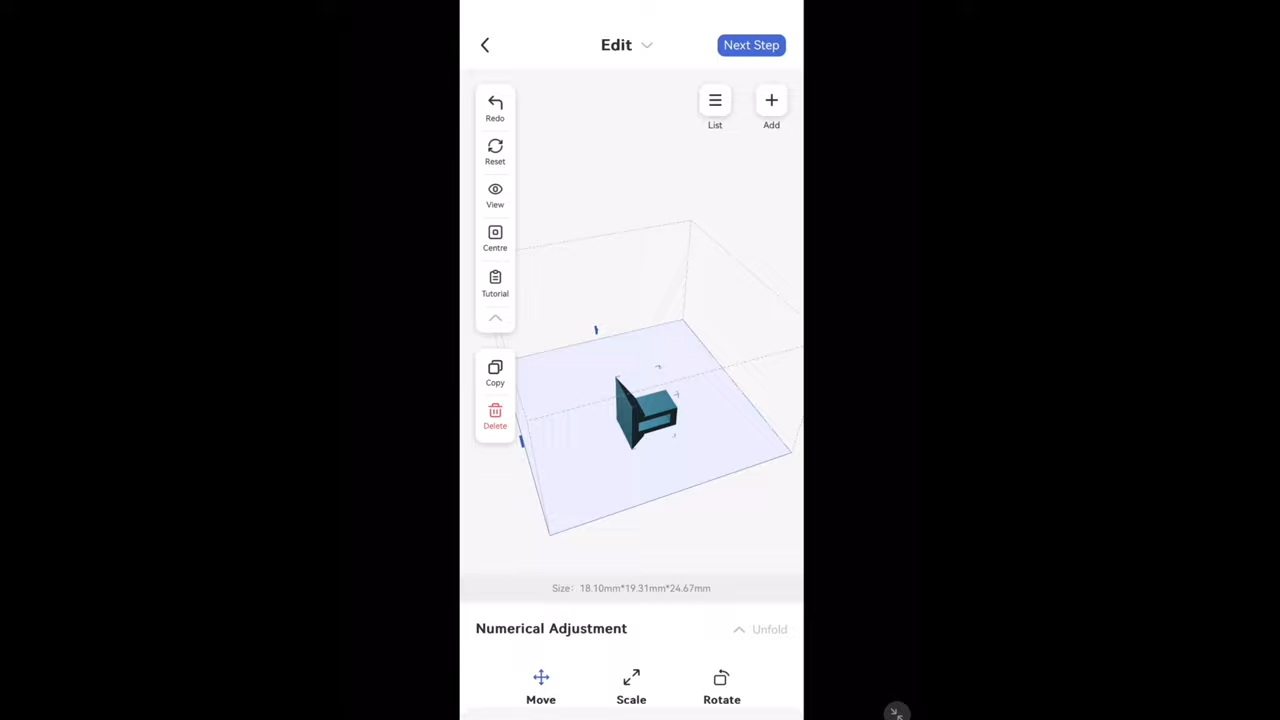 Edit
Next Step
Redo
List
Add
Reset
View
Centre
Tutorial
Copy
Delete
Size: 18.10mm*19.31mm*24.67mm
Numerical Adjustment
Unfold
Move
Scale
Rotate